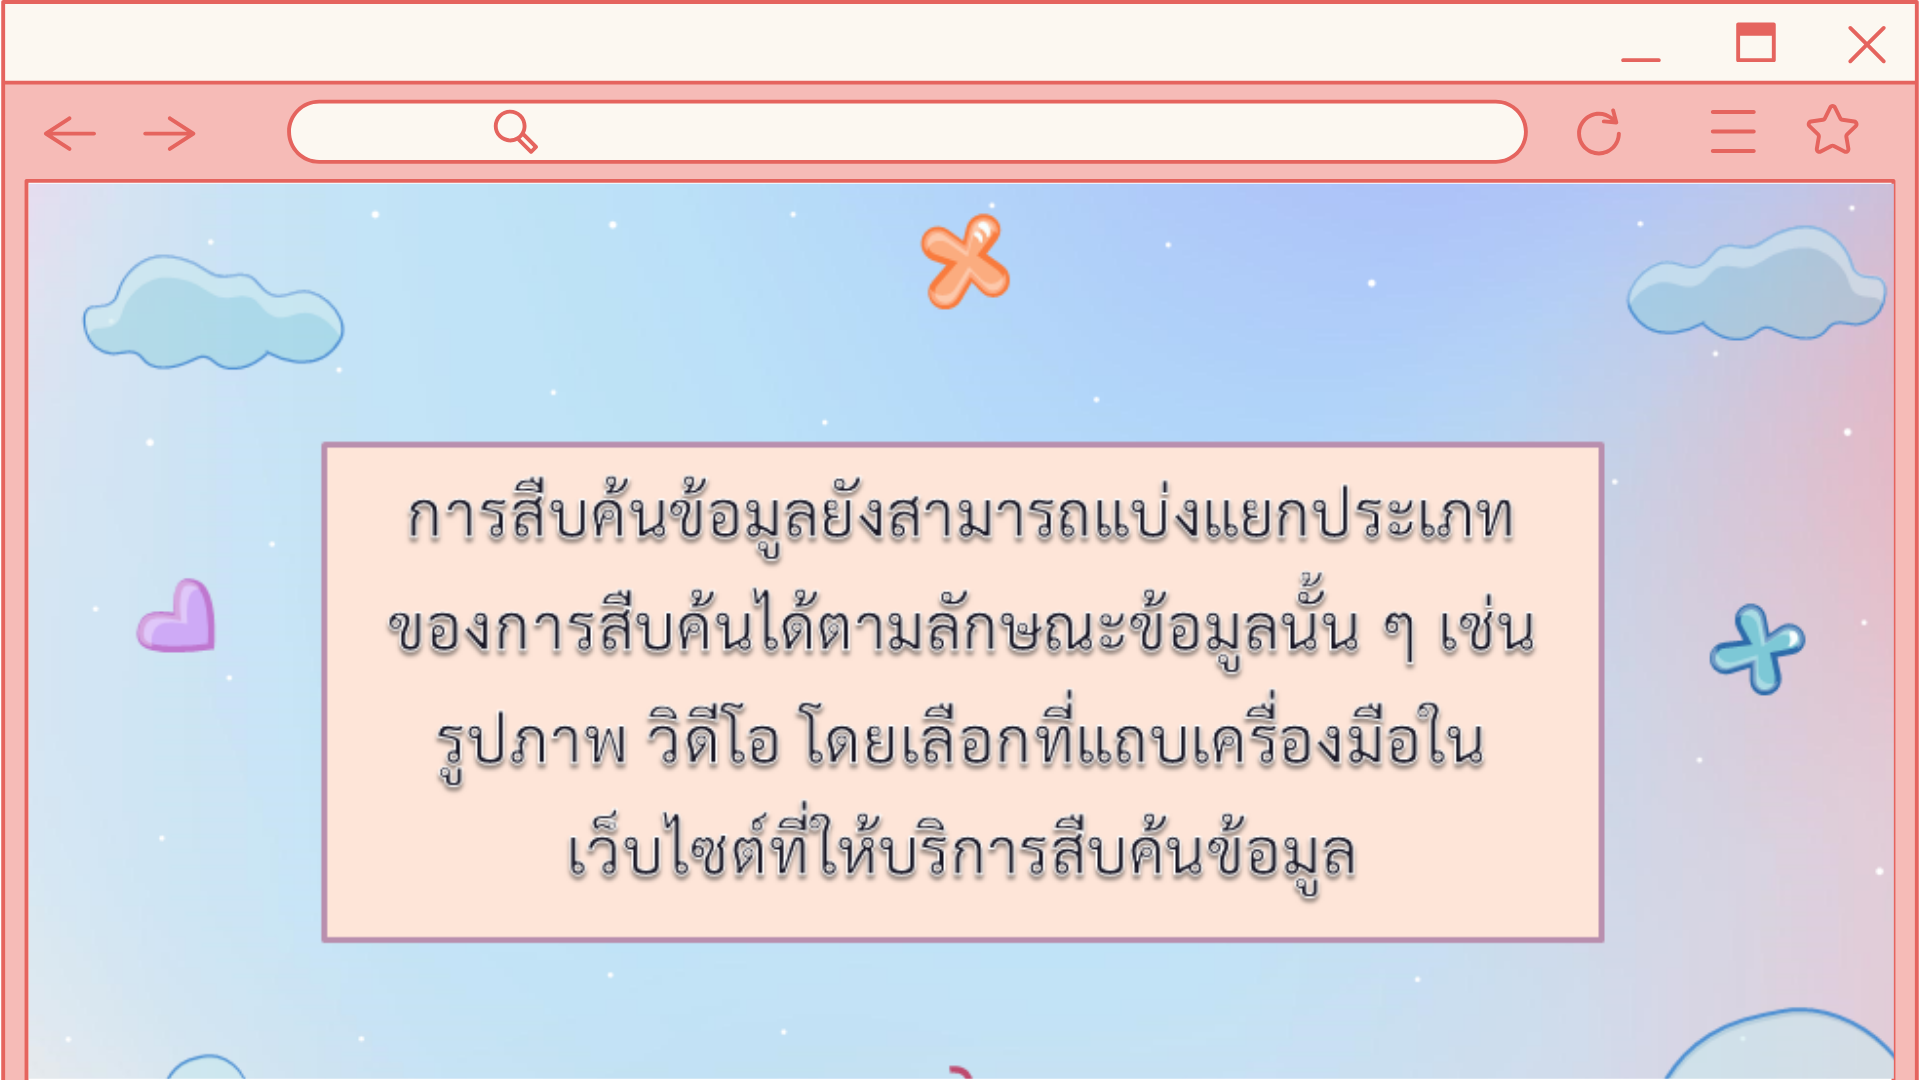 การสืบค้นข้อมูลยังสามารถแบ่งแยกประเภท
ของการสืบค้นได้ตามลักษณะข้อมูลนั้น ๆ เช่น
รูปภาพ วิดีโอ โดยเลือกที่แถบเครื่องมือใน
เว็บไซต์ที่ให้บริการสืบค้นข้อมูล